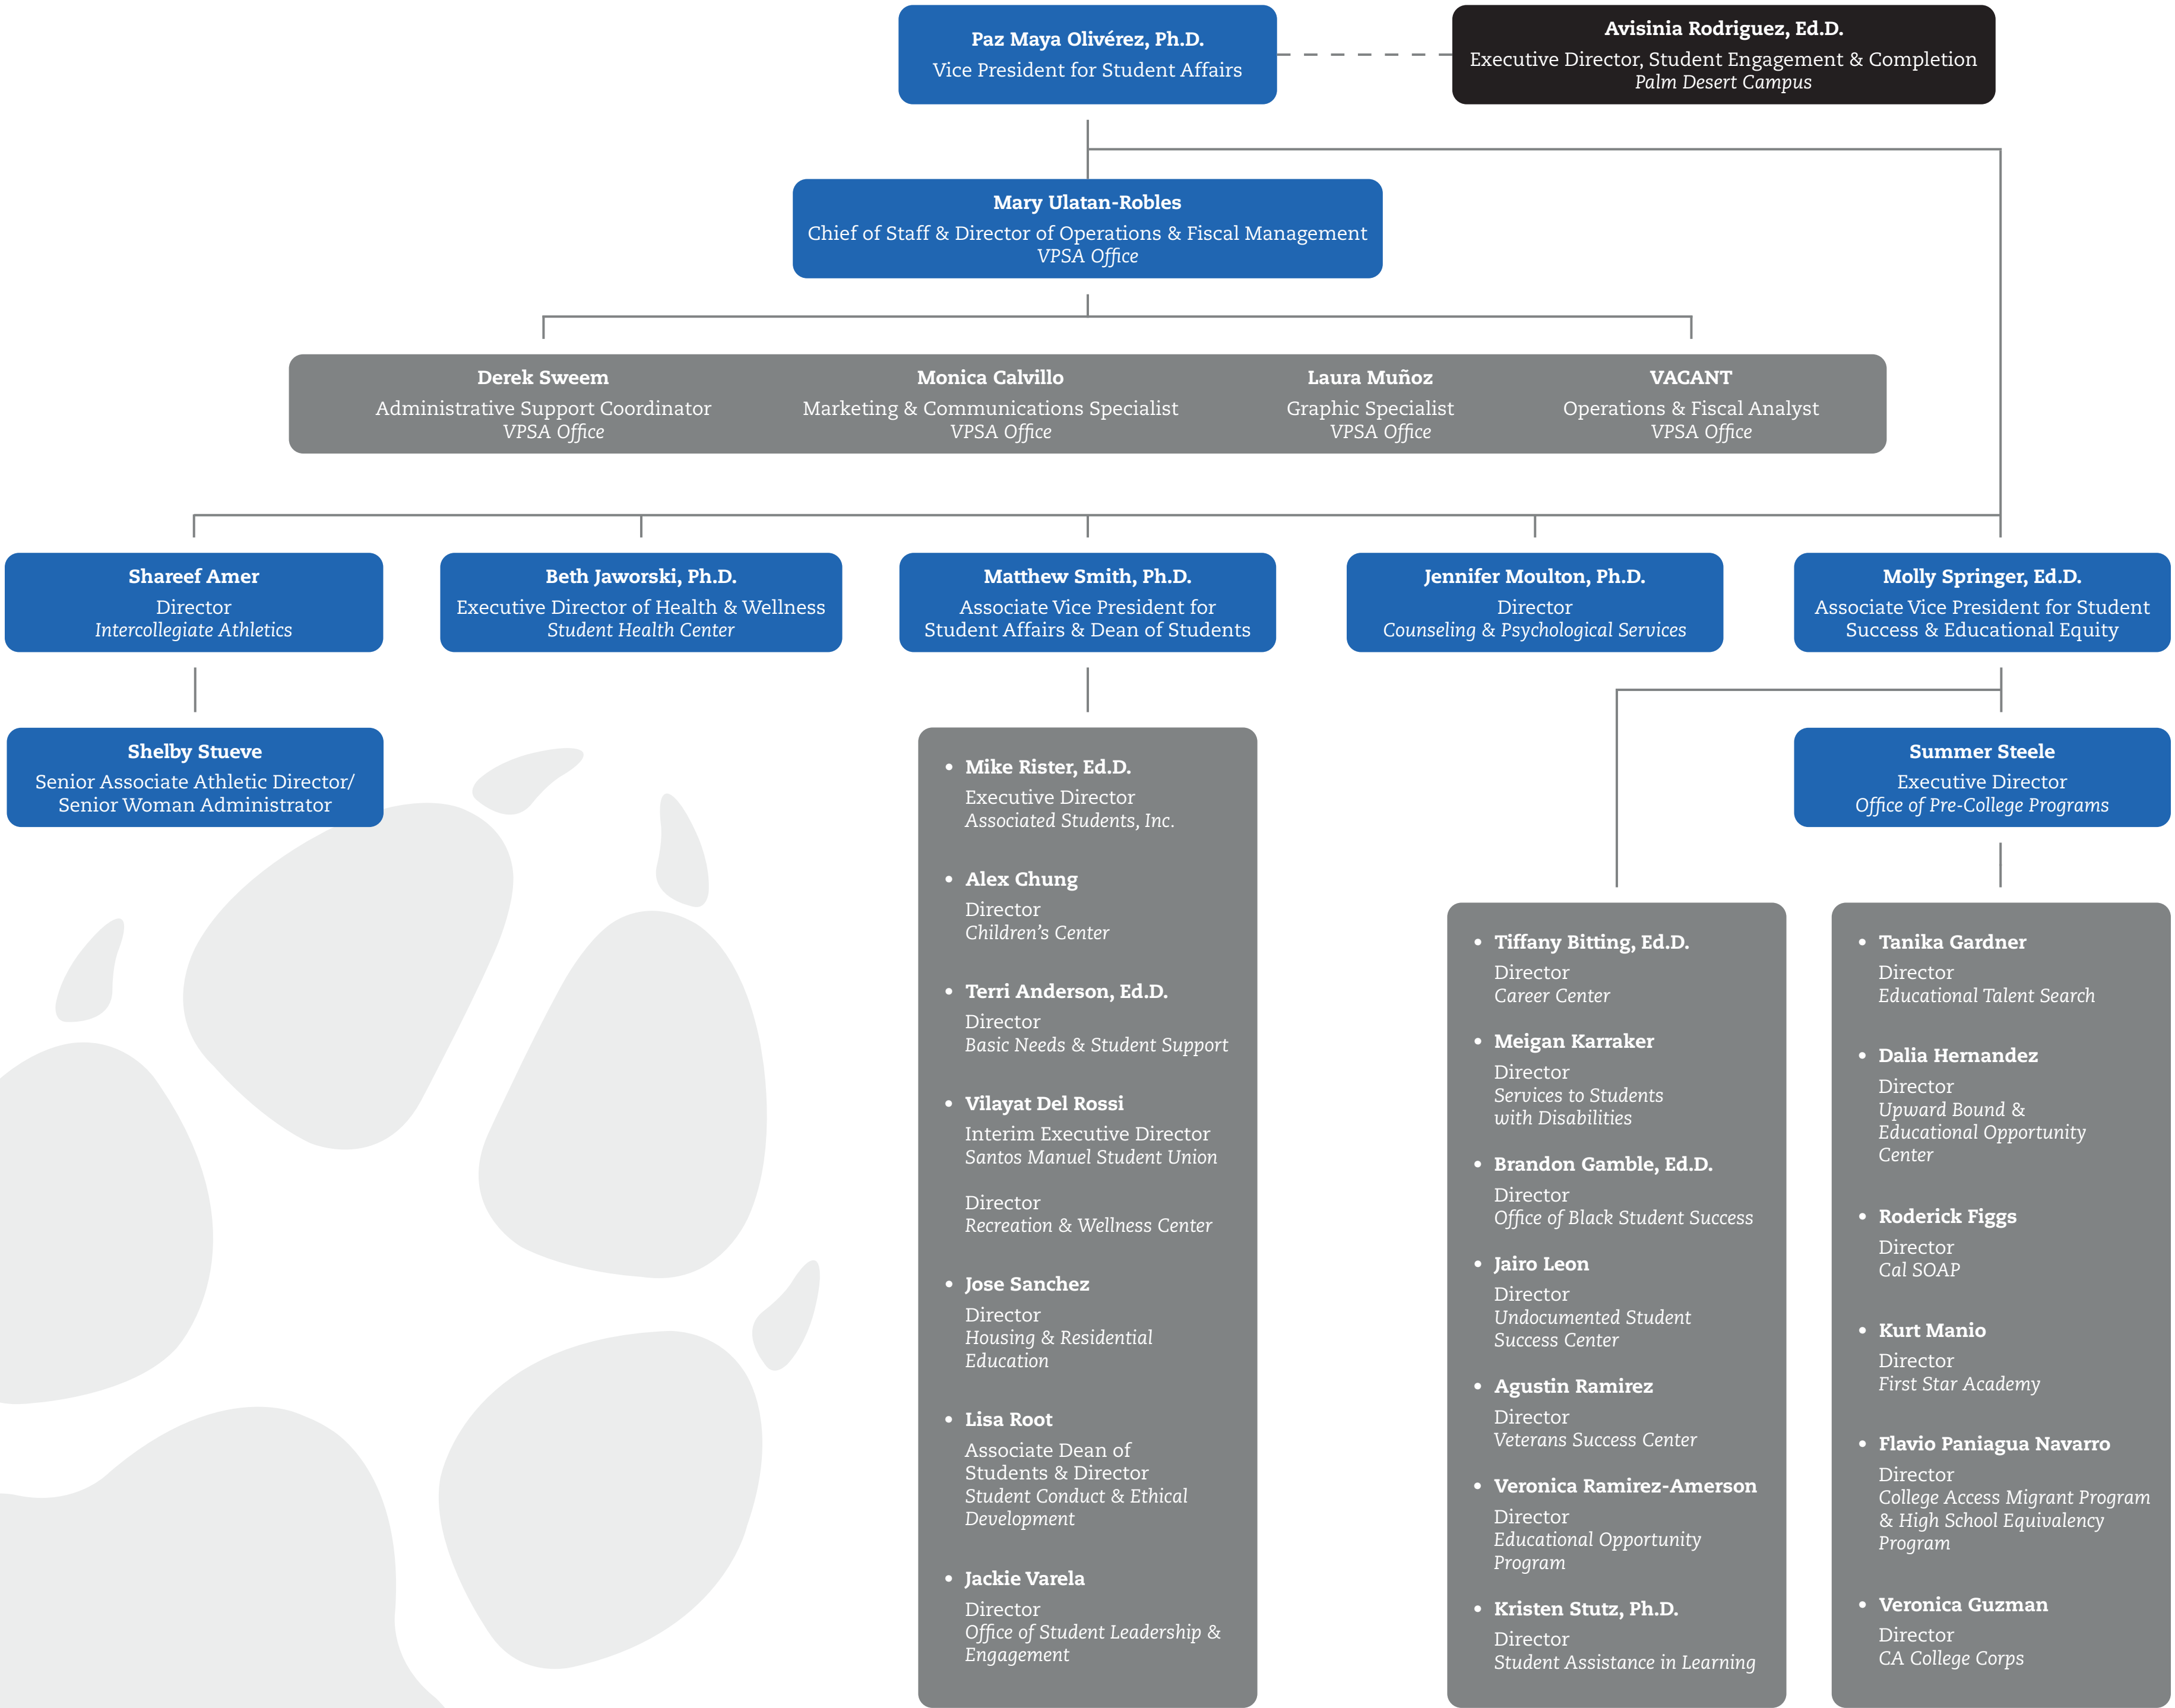 Paz Maya Olivérez, Ph.D.
Vice President for Student Affairs
Avisinia Rodriguez, Ed.D.
Executive Director, Student Engagement & Completion
Palm Desert Campus
Mary Ulatan-Robles
Chief of Staff & Director of Operations & Fiscal Management
VPSA Office
Derek Sweem
Administrative Support Coordinator
VPSA Office
Monica Calvillo
Marketing & Communications Specialist
VPSA Office
Laura Muñoz
Graphic Specialist
VPSA Office
VACANT
Operations & Fiscal Analyst
VPSA Office
Shareef Amer
Director
Intercollegiate Athletics
Beth Jaworski, Ph.D.
Executive Director of Health & Wellness
Student Health Center
Matthew Smith, Ph.D.
Associate Vice President for
Student Affairs & Dean of Students
Jennifer Moulton, Ph.D.
Director
Counseling & Psychological Services
Molly Springer, Ed.D.
Associate Vice President for Student
Success & Educational Equity
Shelby Stueve
Senior Associate Athletic Director/
Senior Woman Administrator
Summer Steele
Executive Director
Office of Pre-College Programs
• Mike Rister, Ed.D.
Executive Director
Associated Students, Inc.
• Alex Chung
Director
Children’s Center
• Terri Anderson, Ed.D.
Director
Basic Needs & Student Support
• Vilayat Del Rossi
Interim Executive Director
Santos Manuel Student Union
Director
Recreation & Wellness Center
• Jose Sanchez
Director
Housing & Residential
Education
• Lisa Root
Associate Dean of
Students & Director
Student Conduct & Ethical
Development
• Jackie Varela
Director
Office of Student Leadership &
Engagement
• Tiffany Bitting, Ed.D.
Director
Career Center
• Meigan Karraker
Director
Services to Students
with Disabilities
• Brandon Gamble, Ed.D.
Director
Office of Black Student Success
• Jairo Leon
Director
Undocumented Student
Success Center
• Agustin Ramirez
Director
Veterans Success Center
• Veronica Ramirez-Amerson
Director
Educational Opportunity
Program
• Kristen Stutz, Ph.D.
Director
Student Assistance in Learning
• Tanika Gardner
Director
Educational Talent Search
• Dalia Hernandez
Director
Upward Bound &
Educational Opportunity
Center
• Roderick Figgs
Director
Cal SOAP
• Kurt Manio
Director
First Star Academy
• Flavio Paniagua Navarro
Director
College Access Migrant Program
& High School Equivalency
Program
• Veronica Guzman
Director
CA College Corps